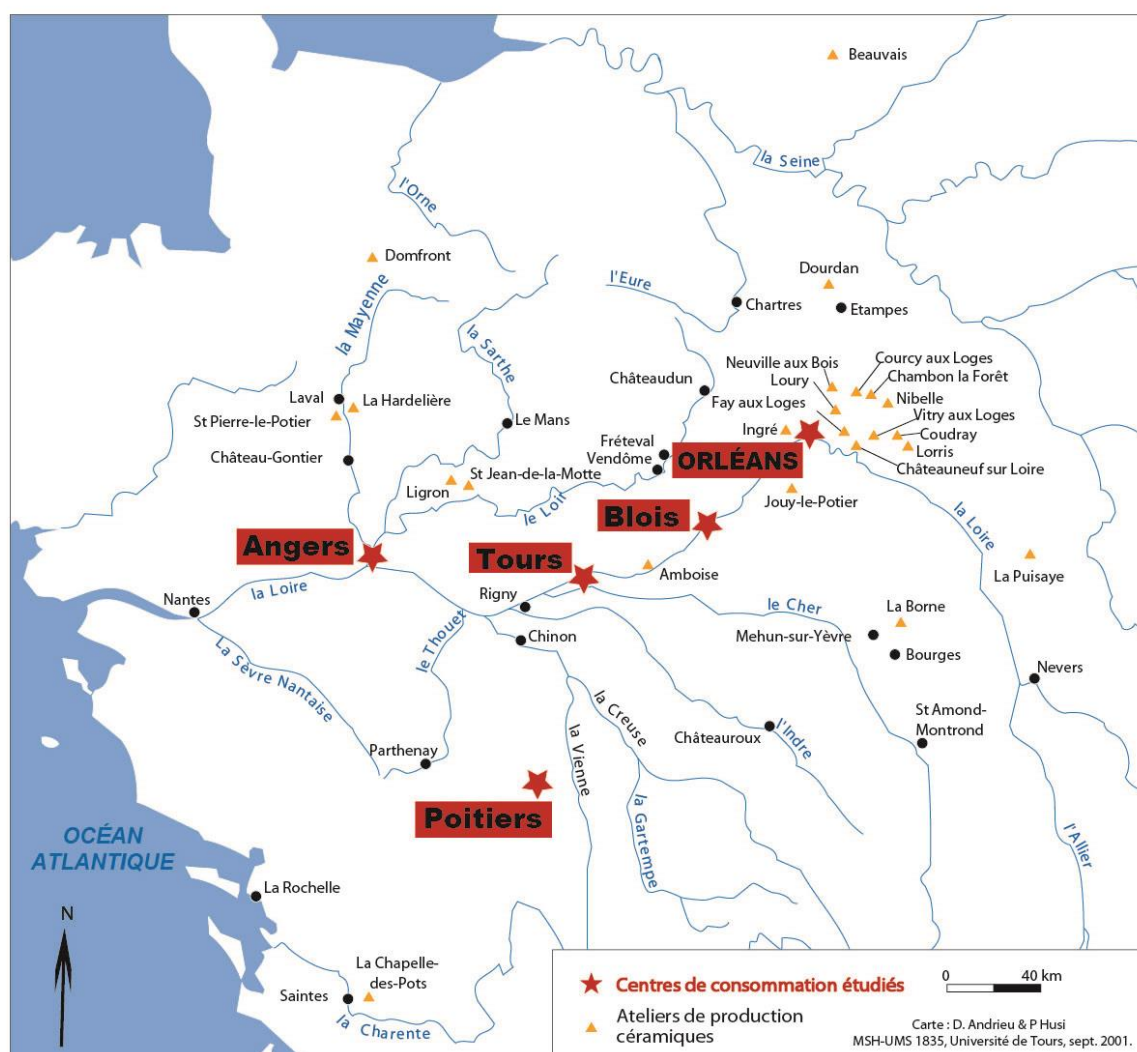 Beauvais
la Seine
l'Orne
Domfront
Dourdan
l'Eure
Chartres
Etampes
la Mayenne
la Sarthe
Neuville aux Bois
Courcy aux Loges
Loury
Chambon la Forêt
Châteaudun
Nibelle
Laval
La Hardelière
Fay aux Loges
Vitry aux Loges
St Pierre-le-Potier
Le Mans
Ingré
Coudray
Fréteval
Lorris
Château-Gontier
Vendôme
ORLÉANS
Châteauneuf sur Loire
St Jean-de-la-Motte
Ligron
le Loir
Jouy-le-Potier
Blois
la Loire
Angers
Tours
Amboise
La Puisaye
la Loire
Rigny
Nantes
le Cher
La Borne
Chinon
Mehun-sur-Yèvre
le Thouet
Bourges
La Sèvre Nantaise
Nevers
la Creuse
St Amond-
Montrond
la Vienne
Châteauroux
l'Indre
Parthenay
Poitiers
la Gartempe
OCÉAN
ATLANTIQUE
l'Allier
La Rochelle
N
La Chapelle-
des-Pots
Saintes
la Charente
Centres de consommation étudiés
0 40 km
Ateliers de production
céramiques
Carte : D. Andrieu & P Husi
MSH-UMS 1835, Université de Tours, sept. 2001.